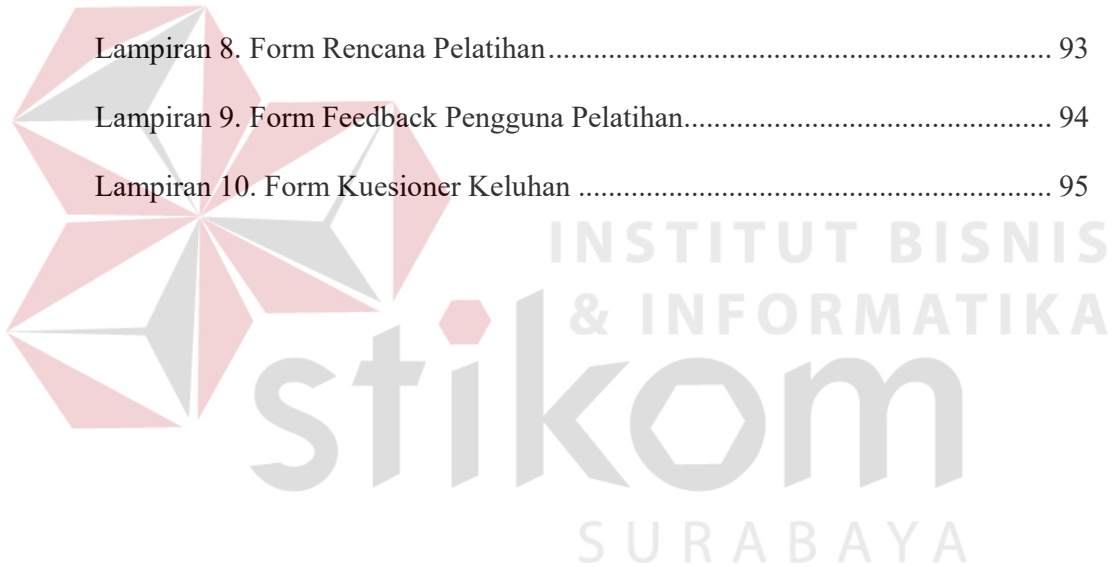 Lampiran 8. Form Rencana Pelatihan.......................................................................... 93
Lampiran 9. Form Feedback Pengguna Pelatihan..................................................... 94
Lampiran 10. Form Kuesioner Keluhan ..................................................................... 95
INSTITUT BISNIS
& INFORMATIKA
stikom
SURABAYA